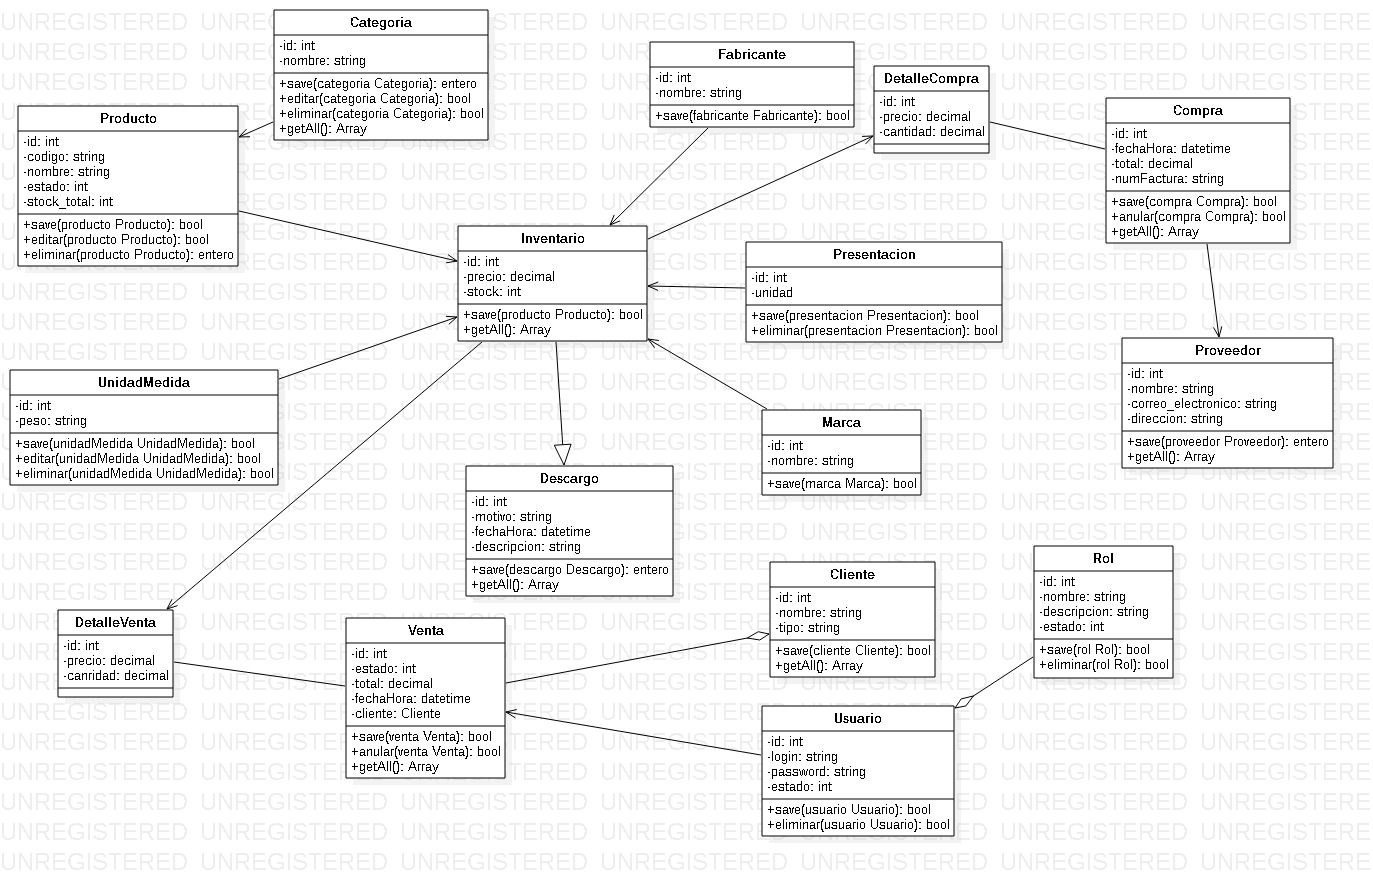 Categoria
-id: int
-nombre: string
+save(categoria Categoria): entero
+editar(categoria Categoria): bool
+eliminar(categoria Categoria): bool
+getAll(): Array
Fabricante
-id: int
-nombre: string
+save(fabricante Fabricante): bool
DetalleCompra
-id: int
-precio: decimal
-cantidad: decimal
Compra
-id: int
-fechaHora: datetime
-total: decimal
-numFactura: string
+save(compra Compra): bool
+anular(compra Compra): bool
+getAll(): Array
Producto
-id: int
-codigo: string
-nombre: string
-estado: int
-stock_total: int
+save(producto Producto): bool
+editar(producto Producto): bool
+eliminar(producto Producto): entero
Inventario
-id: int
-precio: decimal
-stock: int
+save(producto Producto): bool
+getAll(): Array
Presentacion
-id: int
-unidad
+save(presentacion Presentacion): bool
+eliminar(presentacion Presentacion): bool
Proveedor
-id: int
-nombre: string
-correo_electronico: string
-direccion: string
+save(proveedor Proveedor): entero
+getAll(): Array
UnidadMedida
-id: int
-peso: string
+save(unidadMedida UnidadMedida): bool
+editar(unidadMedida UnidadMedida): bool
+eliminar(unidadMedida UnidadMedida): bool
Marca
-id: int
-nombre: string
+save(marca Marca): bool
Descargo
-id: int
-motivo: string
-fechaHora: datetime
-descripcion: string
+save(descargo Descargo): entero
+getAll(): Array
Cliente
-id: int
-nombre: string
-tipo: string
+save(cliente Cliente): bool
+getAll(): Array
Rol
-id: int
-nombre: string
-descripcion: string
-estado: int
+save(rol Rol): bool
+eliminar(rol Rol): bool
DetalleVenta
-id: int
-precio: decimal
-canridad: decimal
Venta
-id: int
-estado: int
-total: decimal
-fechaHora: datetime
-cliente: Cliente
+save(venta Venta): bool
+anular(venta Venta): bool
+getAll(): Array
Usuario
-id: int
-login: string
-password: string
-estado: int
+save(usuario Usuario): bool
+eliminar(usuario Usuario): bool